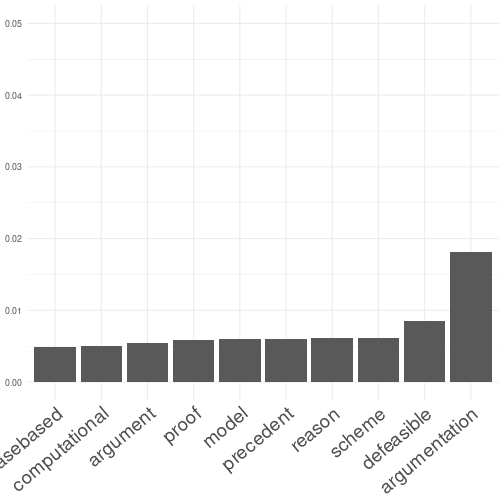 0.05
0.04
0.03
0.02
0.01
0.00
asebased
computational
argument
proof
model
precedent
reason
scheme
defeasible
argumentation